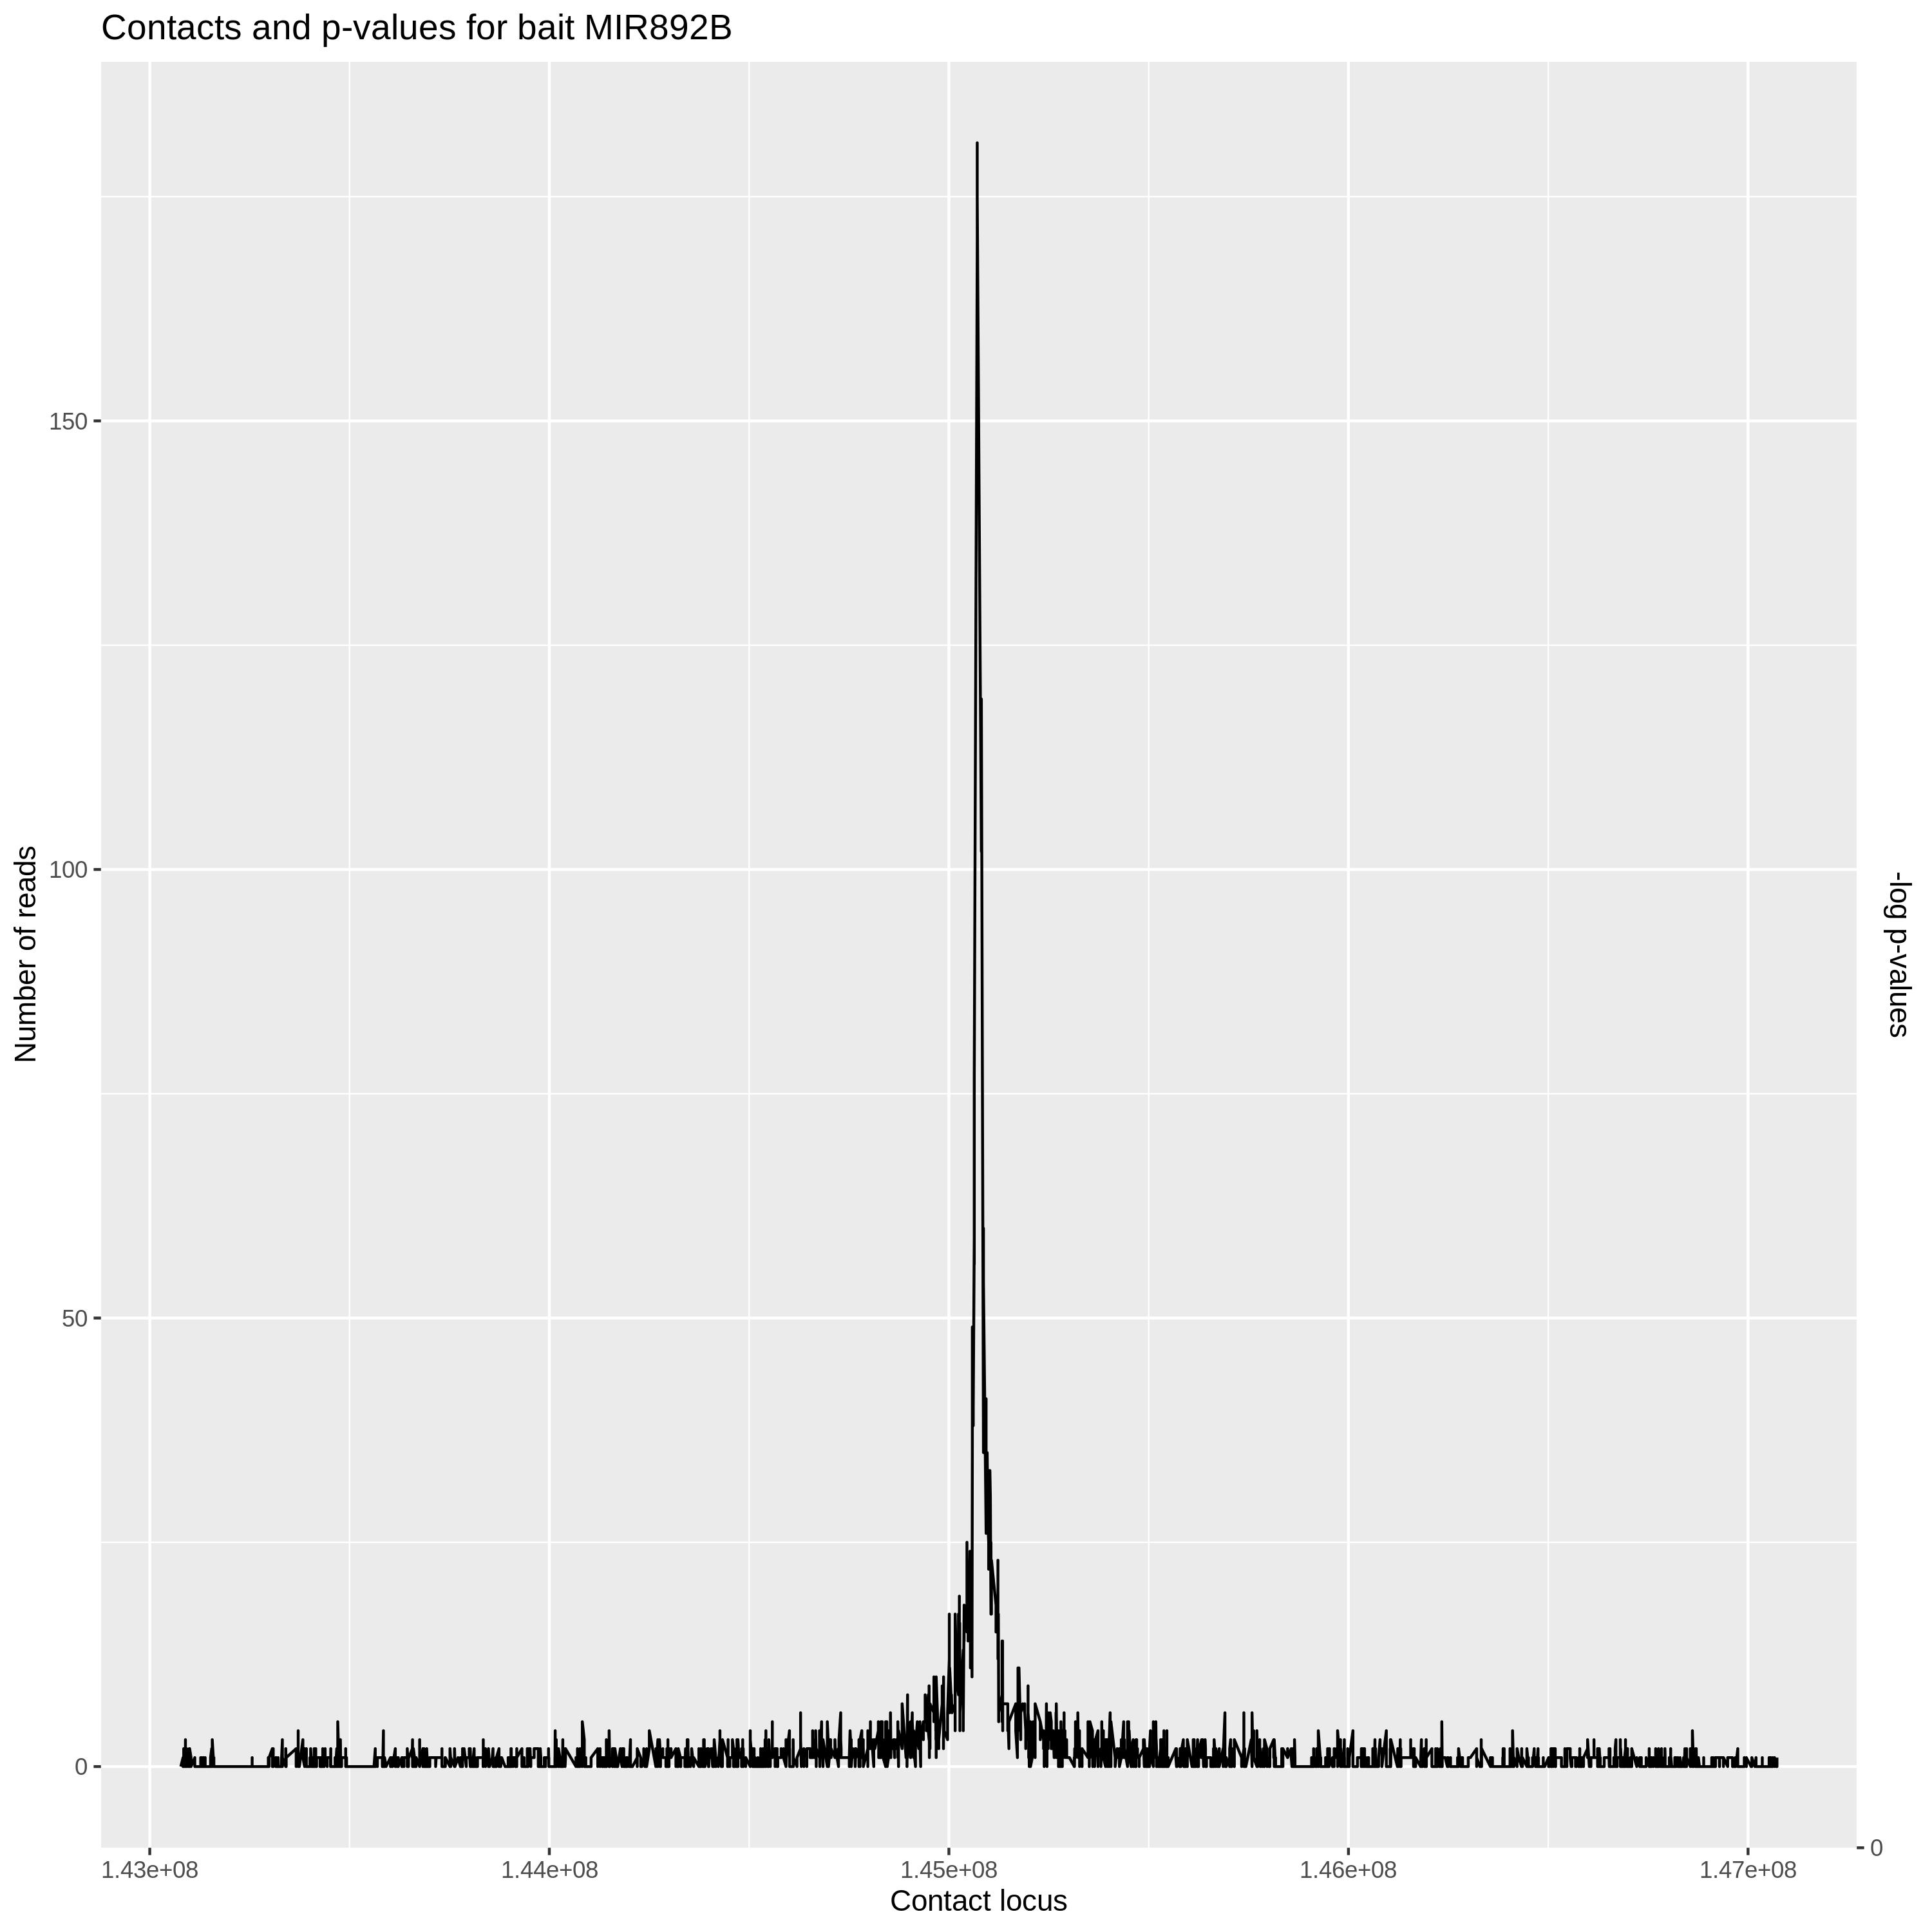 Contacts and p-values for bait MIR892B
150
100
50
0
Number of reads
-log p-values
0
1.43e+08
1.44e+08
1.45e+08
1.46e+08
1.47e+08
Contact locus